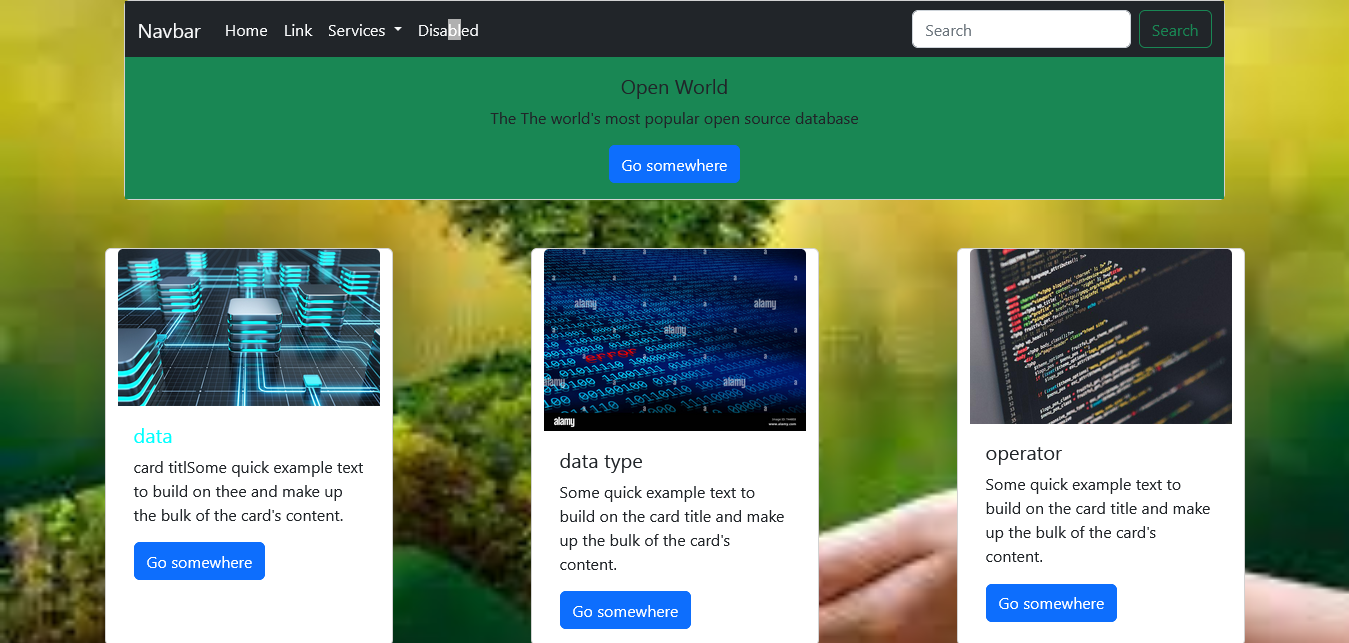 Navbar Home Link Services Disabled Search Search
Open World
The The world's most popular open source database
Go somewhere
data
card titlSome quick example text
to build on thee and make up
the bulk of the card's content.
Go somewhere
alamy
alamy
alamy
error
alamy
alamy
alamy
www.alamy.com
data type
Some quick example text to
build on the card title and make
up the bulk of the card's
content.
Go somewhere
operator
Some quick example text to
build on the card title and make
up the bulk of the card's
content.
Go somewhere